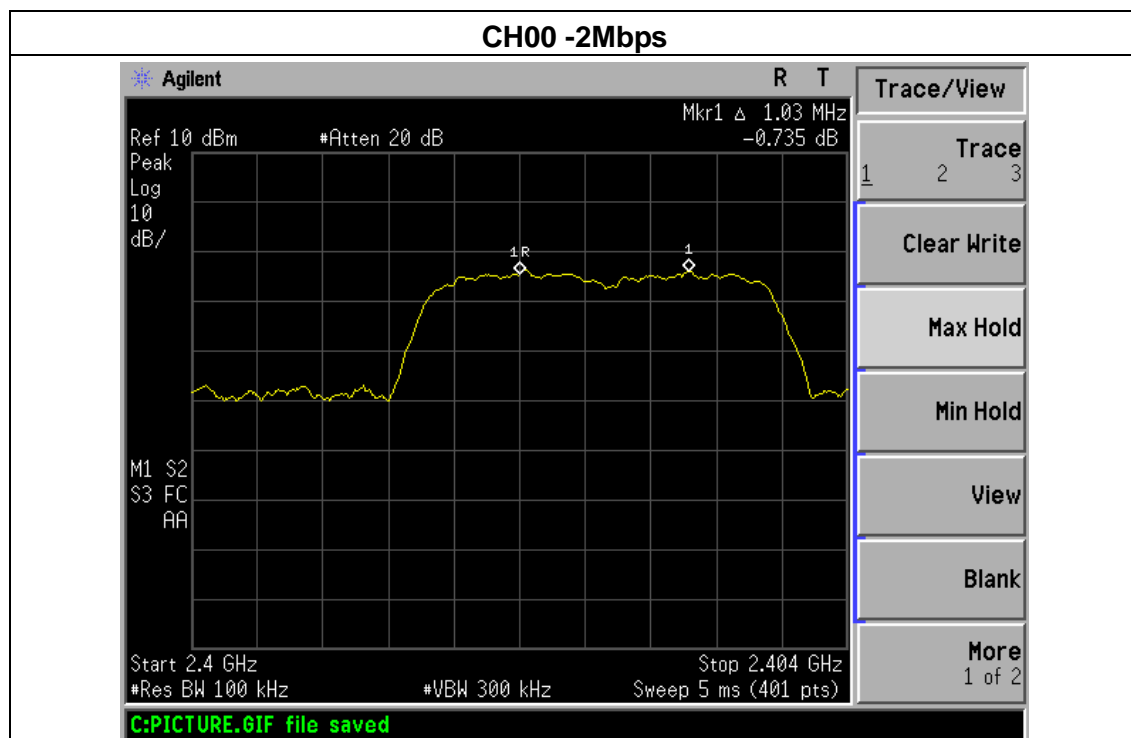 CH00 -2Mbps
Agilent R T
Mkr1 Δ 1.03 MHz
Ref 10 dBm #Atten 20 dB -0.735 dB
Peak
Log
10
dB/
1R 1
M1 S2
S3 FC
AA
Start 2.4 GHz Stop 2.404 GHz
#Res BW 100 kHz #VBW 300 kHz Sweep 5 ms (401 pts)
C:PICTURE.GIF file saved
Trace/View
Trace
1 2 3
Clear Write
Max Hold
Min Hold
View
Blank
More
1 of 2